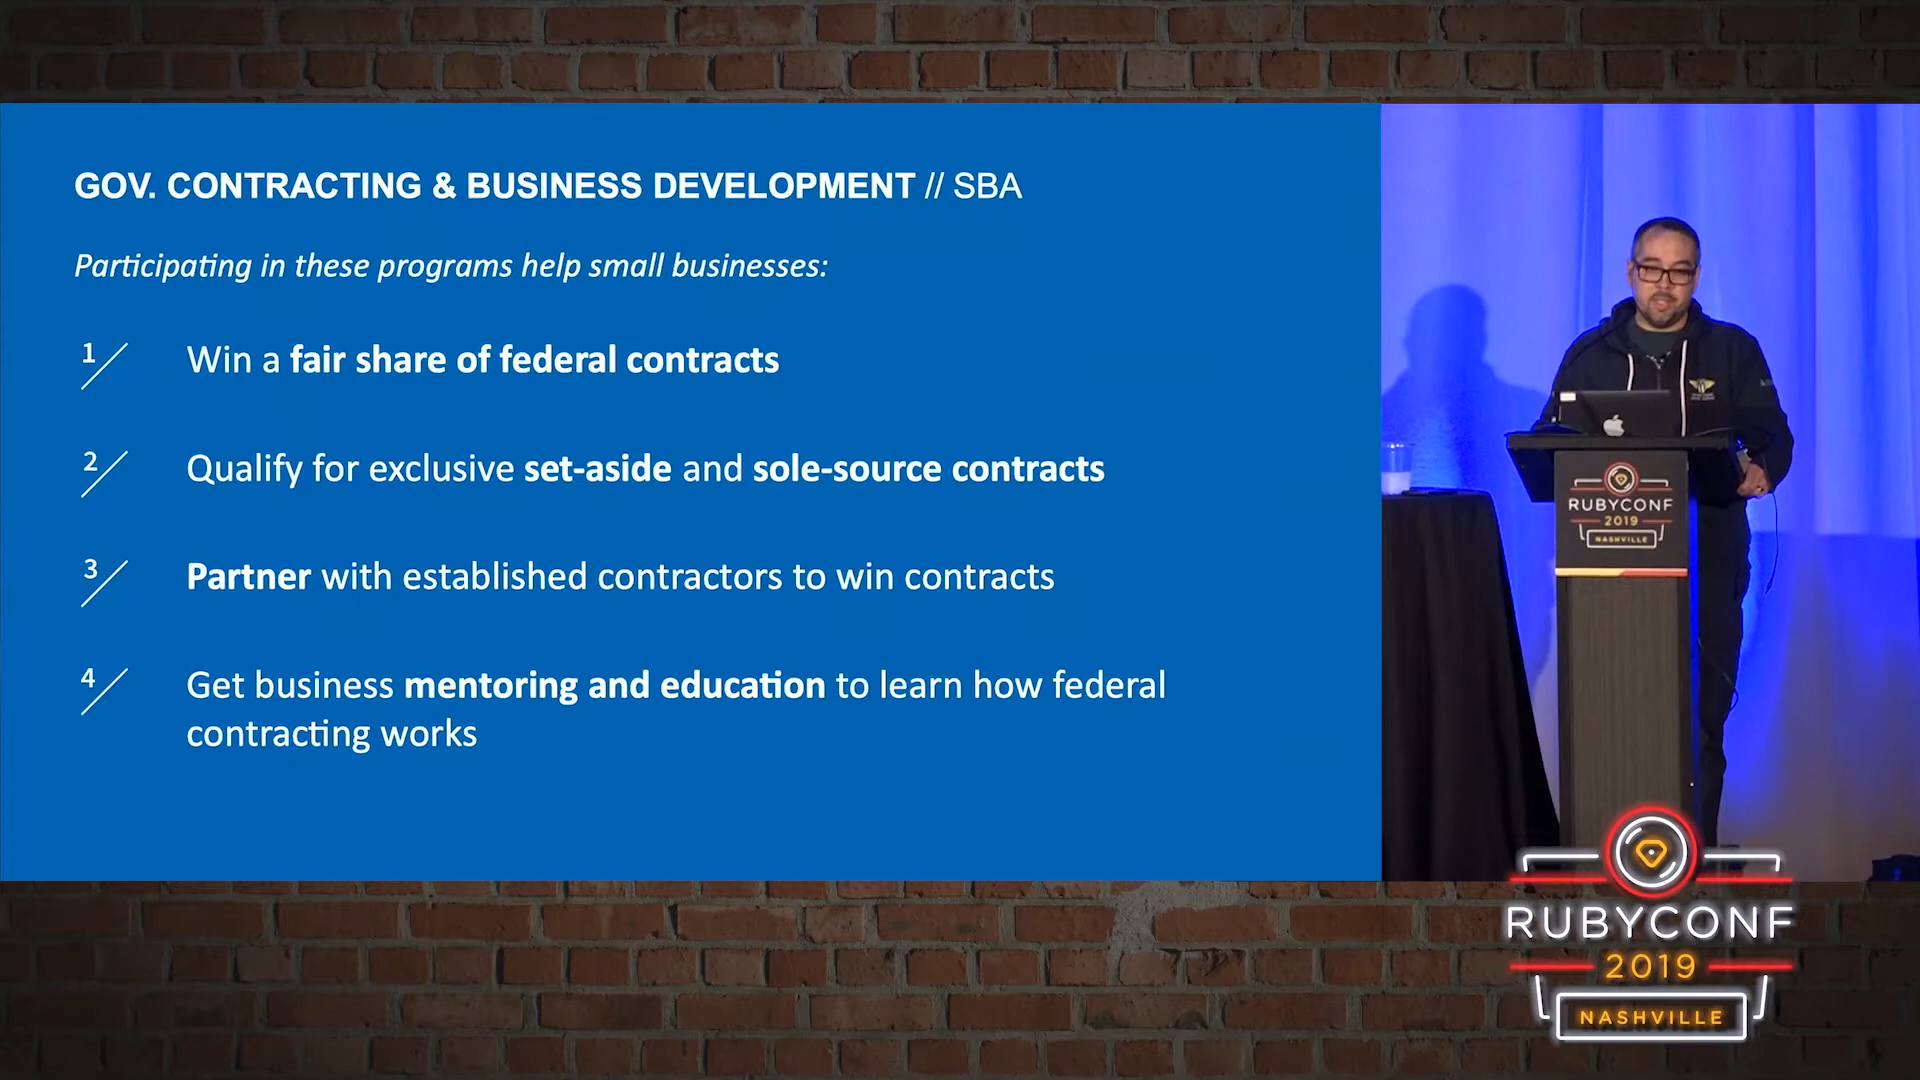 GOV. CONTRACTING & BUSINESS DEVELOPMENT // SBA
Participating in these programs help small businesses:
1 Win a fair share of federal contracts
2 Qualify for exclusive set-aside and sole-source contracts
3 Partner with established contractors to win contracts
4 Get business mentoring and education to learn how federal
contracting works
RUBYCONF
2019
NASHVILLE
RUBYCONF
2019
NASHVILLE